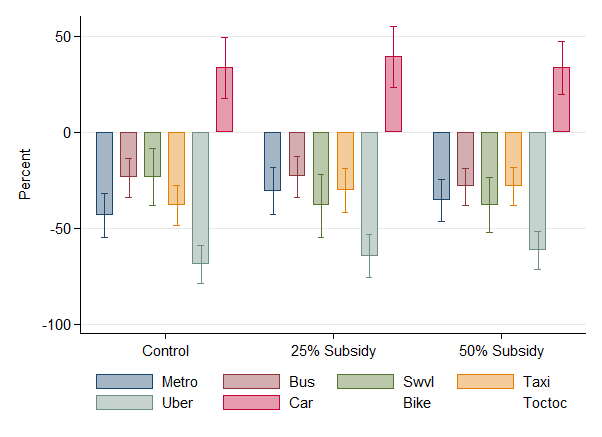 50
0
-50
-100
Percent
Control 25% Subsidy 50% Subsidy
Metro Bus Swvl Taxi
Uber Car Bike Toctoc